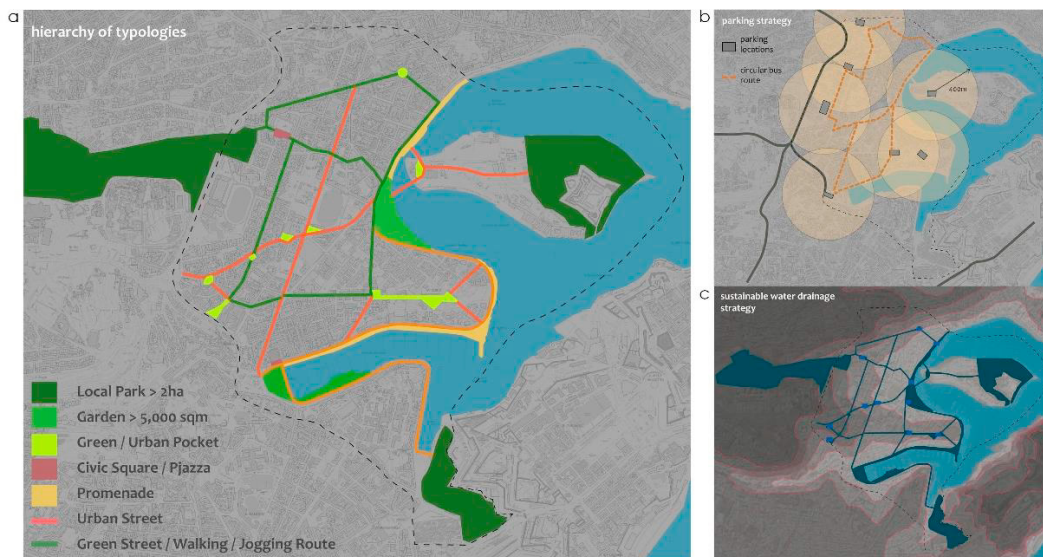 a
hierarchy of typologies
Local Park > 2ha
Garden > 5,000 sqm
Green / Urban Pocket
Civic Square / Pjazza
Promenade
Urban Street
Green Street / Walking / Jogging Route
b
parking strategy
parking
locations
circular bus
route
400m
c
sustainable water drainage
strategy